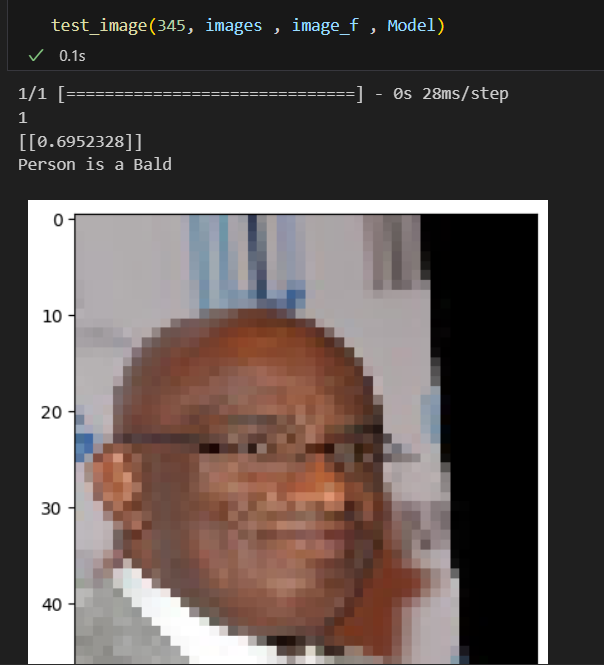 test_image(345, images , image_f , Model)
✓ 0.1s
1/1 [==============================] - 0s 28ms/step
1
[[0.6952328]]
Person is a Bald
0
10
20
30
40